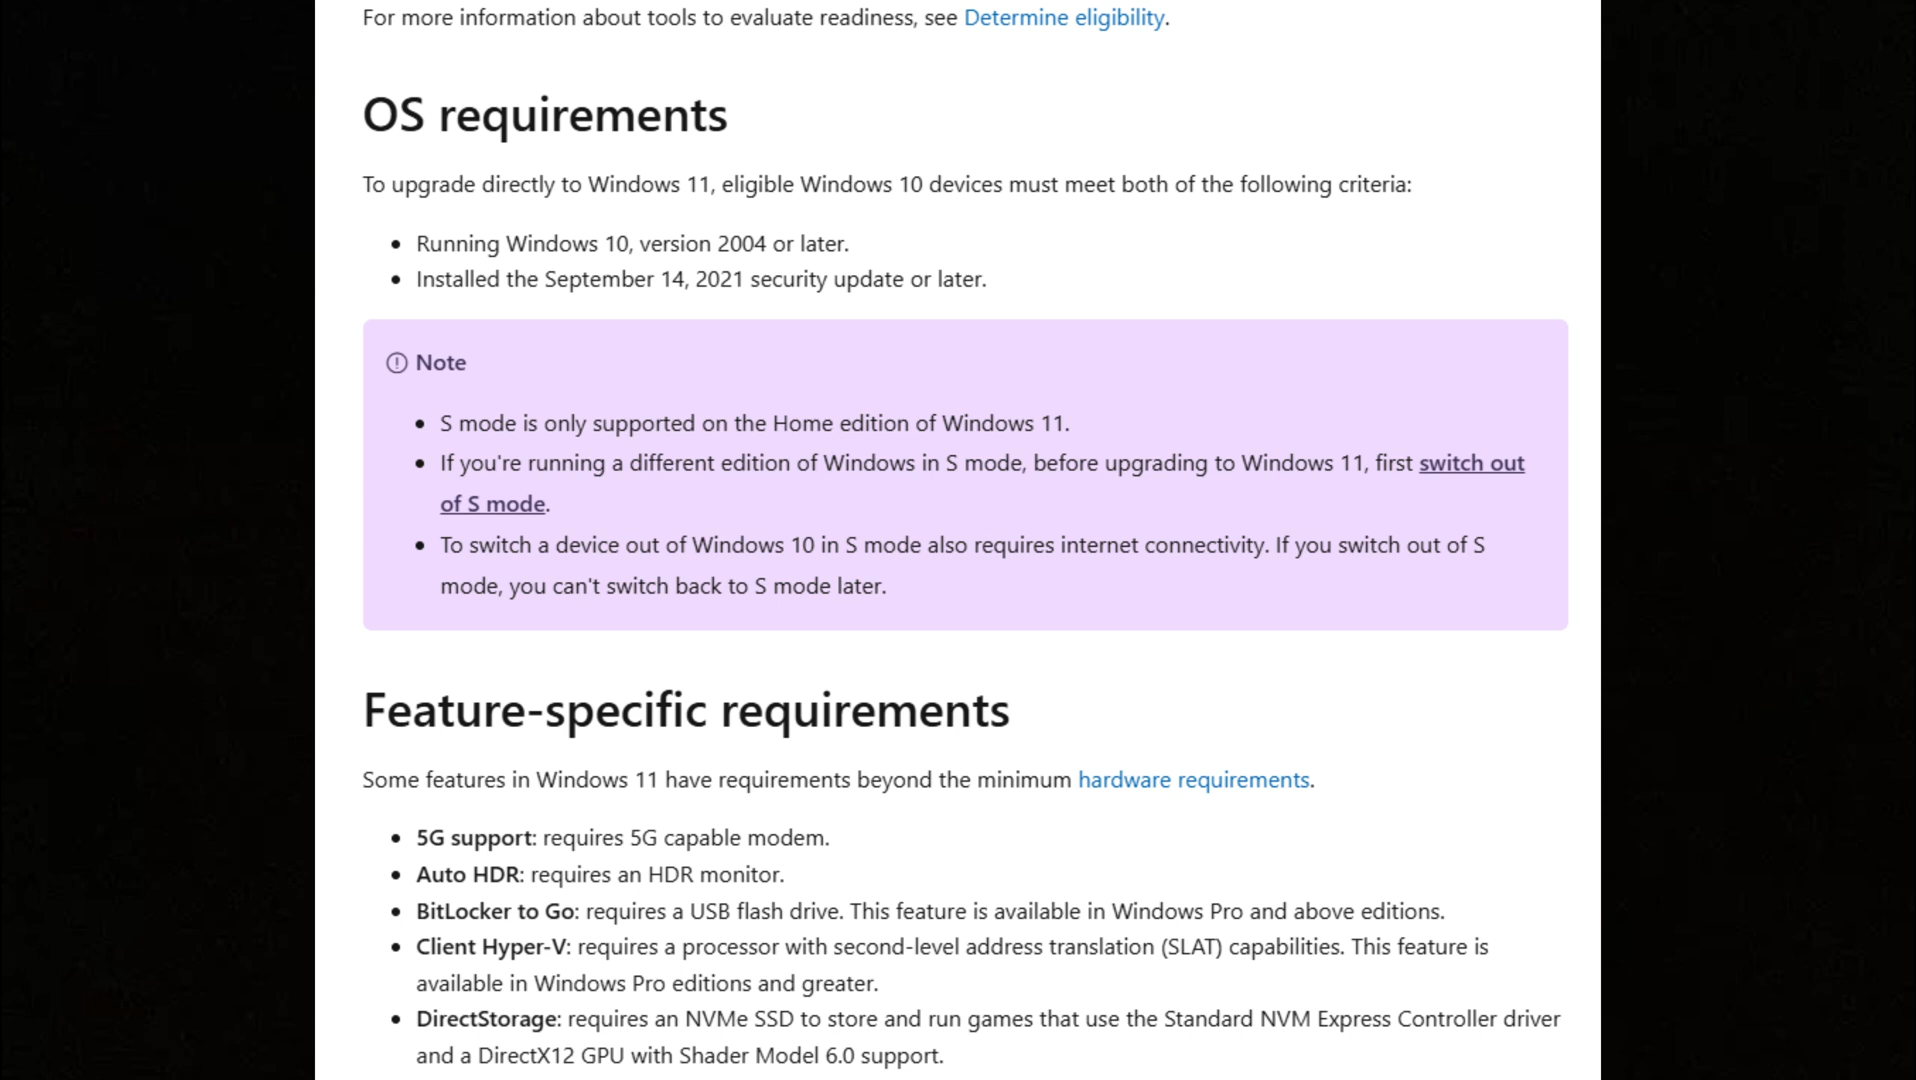 For more information about tools to evaluate readiness, see Determine eligibility.
OS requirements
To upgrade directly to Windows 11, eligible Windows 10 devices must meet both of the following criteria:
• Running Windows 10, version 2004 or later.
• Installed the September 14, 2021 security update or later.
Note
• S mode is only supported on the Home edition of Windows 11.
• If you're running a different edition of Windows in S mode, before upgrading to Windows 11, first switch out
of S mode.
• To switch a device out of Windows 10 in S mode also requires internet connectivity. If you switch out of S
mode, you can't switch back to S mode later.
Feature-specific requirements
Some features in Windows 11 have requirements beyond the minimum hardware requirements.
• 5G support: requires 5G capable modem.
• Auto HDR: requires an HDR monitor.
• BitLocker to Go: requires a USB flash drive. This feature is available in Windows Pro and above editions.
• Client Hyper-V: requires a processor with second-level address translation (SLAT) capabilities. This feature is
available in Windows Pro editions and greater.
• DirectStorage: requires an NVMe SSD to store and run games that use the Standard NVM Express Controller driver
and a DirectX12 GPU with Shader Model 6.0 support.